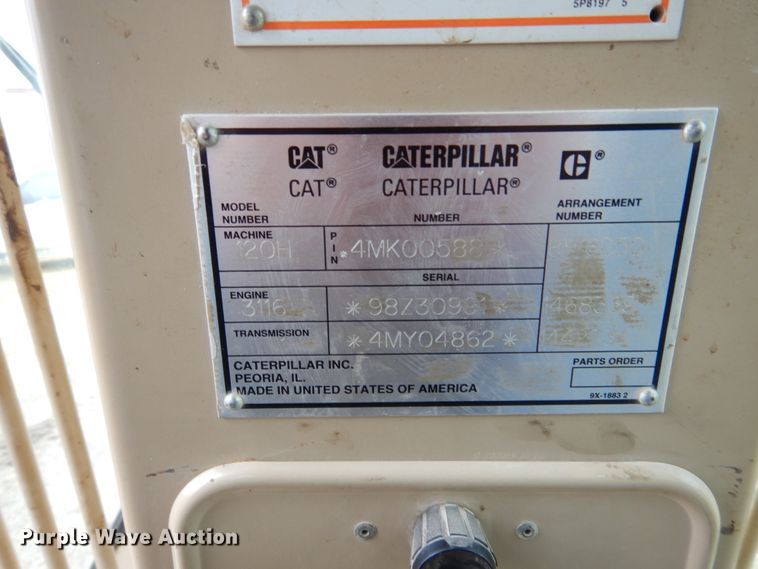 5P8197 5
CAT® CATERPILLAR® C®
CAT® CATERPILLAR®
MODEL NUMBER NUMBER ARRANGEMENT NUMBER
MACHINE 120H PIN 4MK00588
SERIAL
ENGINE 3116
TRANSMISSION *4MY04862*
CATERPILLAR INC. PARTS ORDER
PEORIA, IL.
MADE IN UNITED STATES OF AMERICA
9X-1883 2
Purple Wave Auction